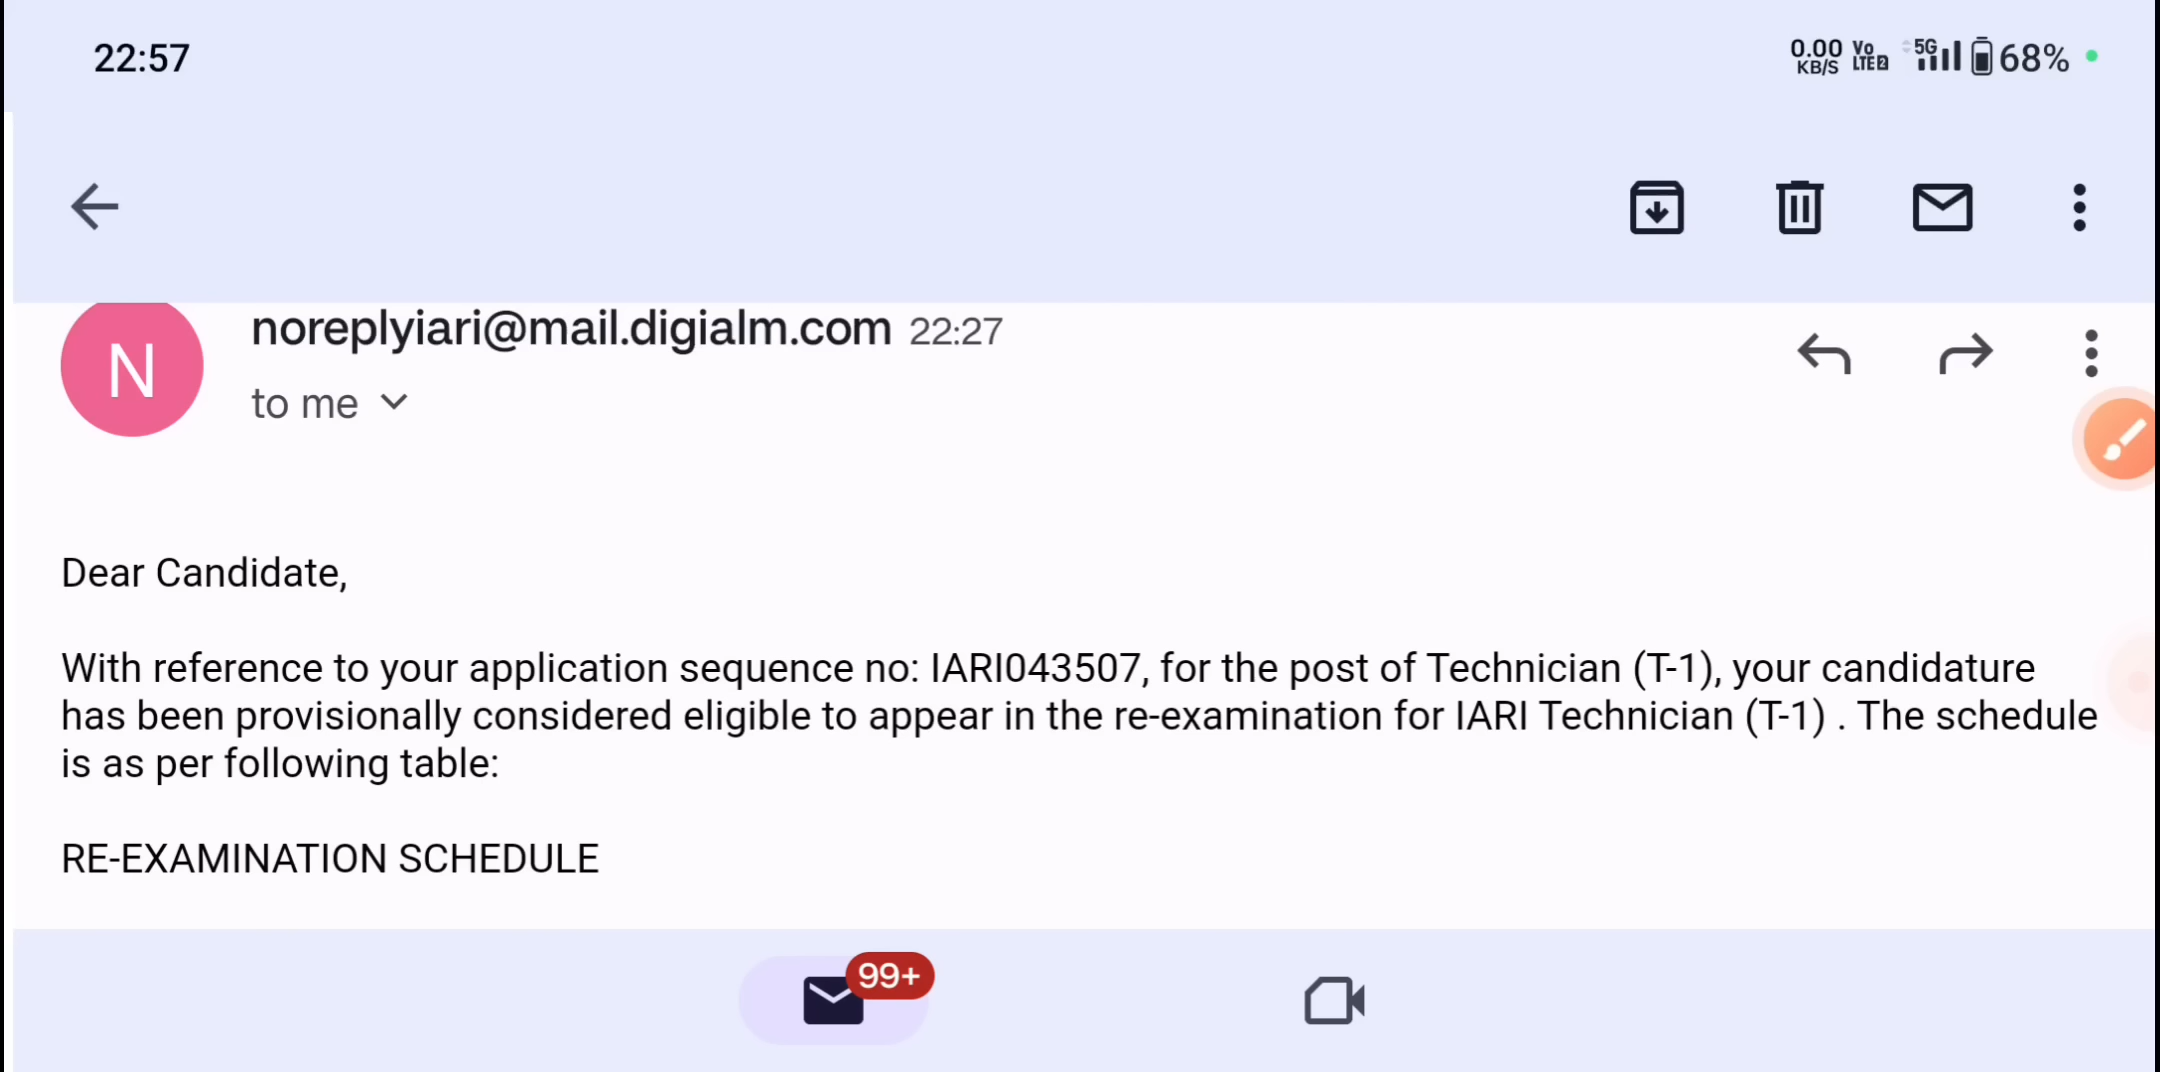 22:57
0.00 KB/S Vo LTE 2 5G 68%
N
noreplyiari@mail.digialm.com 22:27
to me
Dear Candidate,
With reference to your application sequence no: IARI043507, for the post of Technician (T-1), your candidature
has been provisionally considered eligible to appear in the re-examination for IARI Technician (T-1) . The schedule
is as per following table:
RE-EXAMINATION SCHEDULE
99+